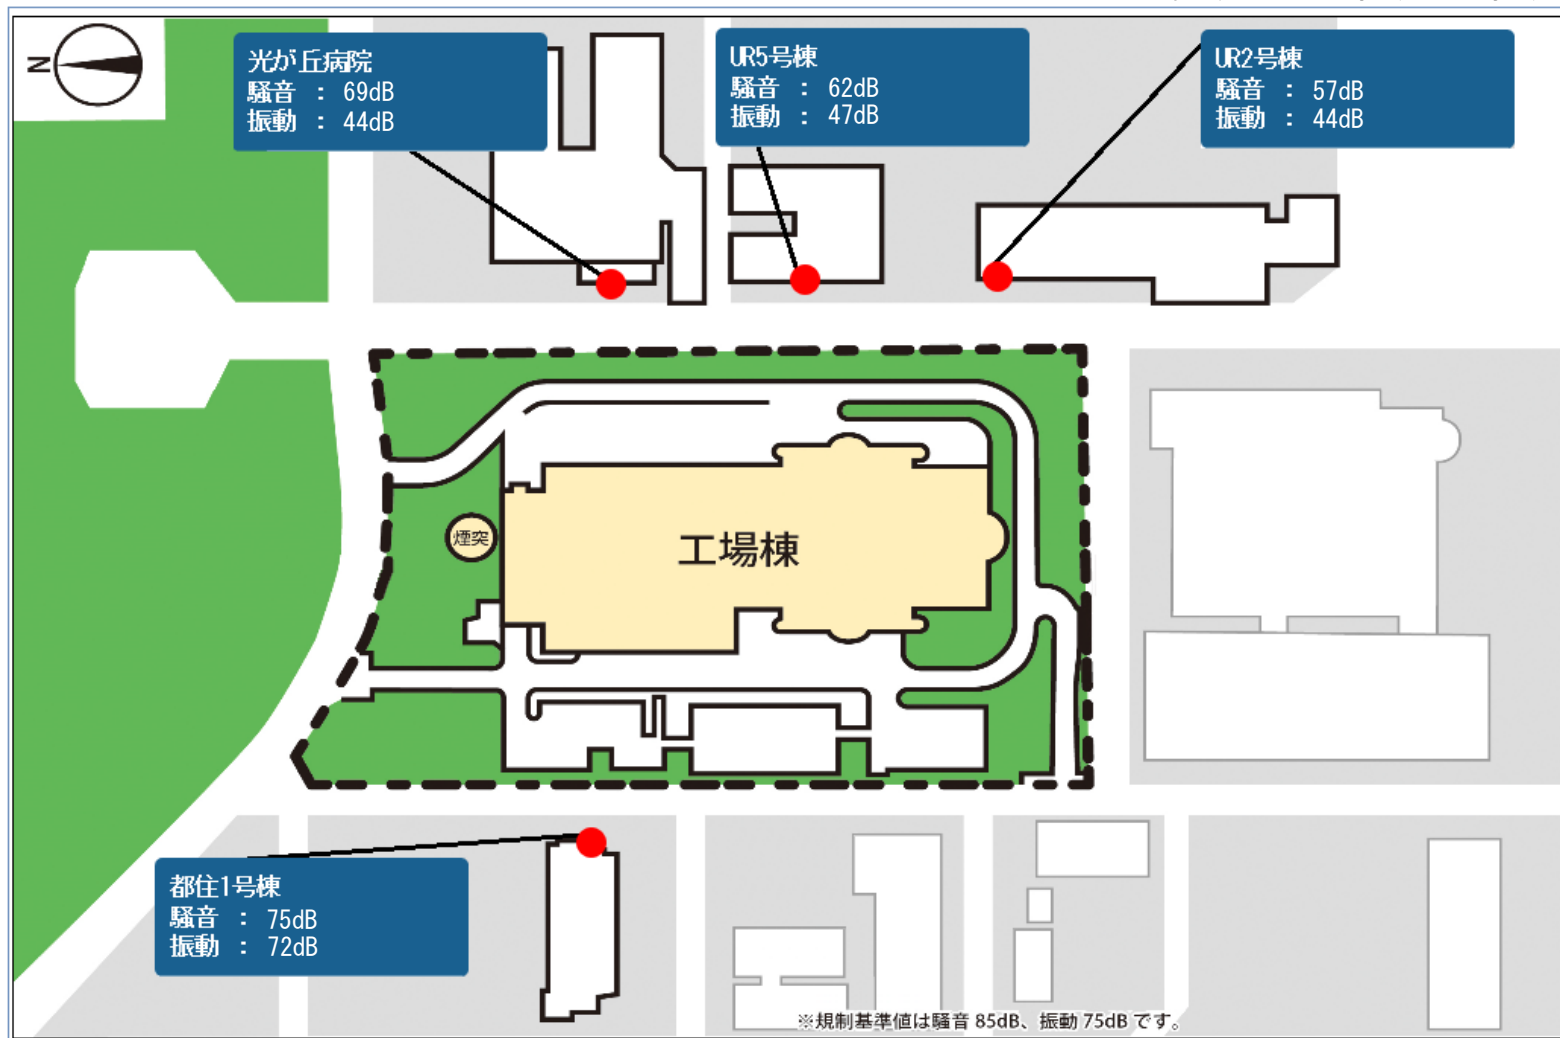 N
光が丘病院
騒音 : 69dB
振動 : 44dB
UR5号棟
騒音 : 62dB
振動 : 47dB
UR2号棟
騒音 : 57dB
振動 : 44dB
煙突
工場棟
都住1号棟
騒音 : 75dB
振動 : 72dB
※規制基準値は騒音 85dB、振動 75dB です。